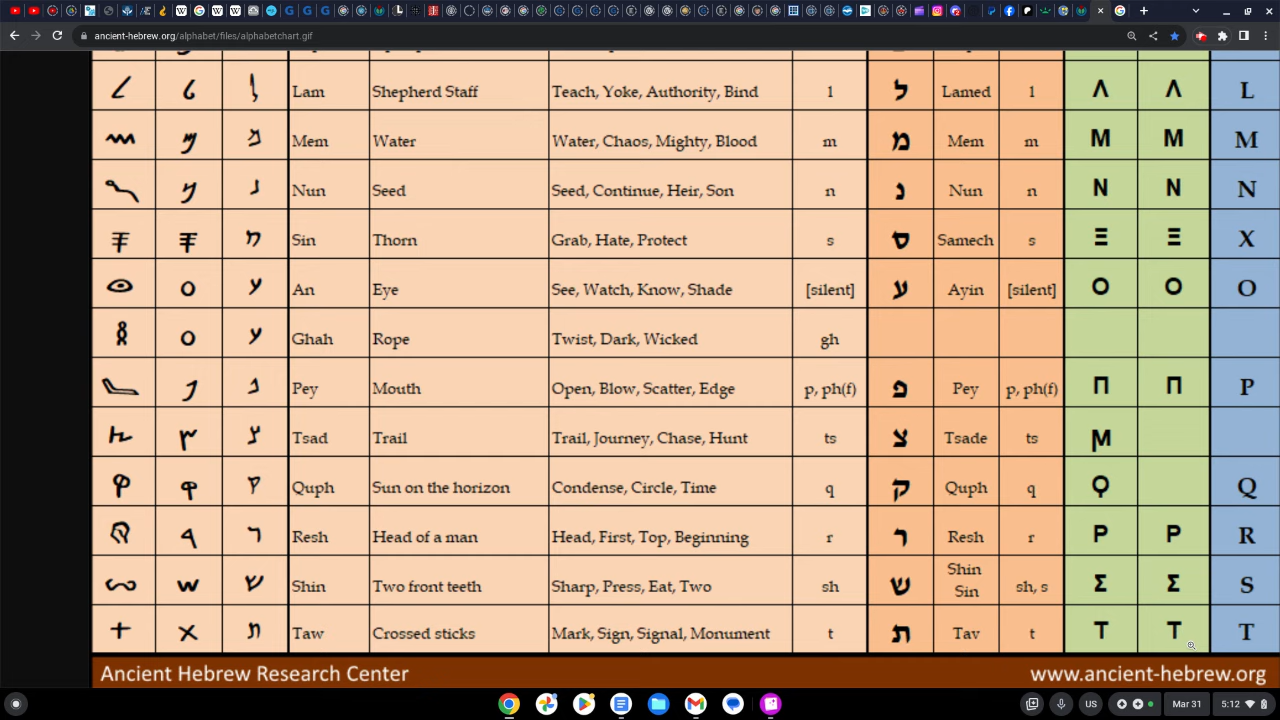 ancient-hebrew.org/alphabet/files/alphabetchart.gif
Lam Shepherd Staff Teach, Yoke, Authority, Bind l ל Lamed l Λ Λ L
Mem Water Water, Chaos, Mighty, Blood m מ Mem m M M M
Nun Seed Seed, Continue, Heir, Son n נ Nun n N N N
Sin Thorn Grab, Hate, Protect s ס Samech s Ξ Ξ X
An Eye See, Watch, Know, Shade [silent] ע Ayin [silent] O O O
Ghah Rope Twist, Dark, Wicked gh
Pey Mouth Open, Blow, Scatter, Edge p, ph(f) פ Pey p, ph(f) Π Π P
Tsad Trail Trail, Journey, Chase, Hunt ts צ Tsade ts Ϻ
Quph Sun on the horizon Condense, Circle, Time q ק Quph q Ϙ Q
Resh Head of a man Head, First, Top, Beginning r ר Resh r P P R
Shin Two front teeth Sharp, Press, Eat, Two sh ש Shin Sin sh, s Σ Σ S
Taw Crossed sticks Mark, Sign, Signal, Monument t ת Tav t T T T
Ancient Hebrew Research Center www.ancient-hebrew.org
US Mar 31 5:12